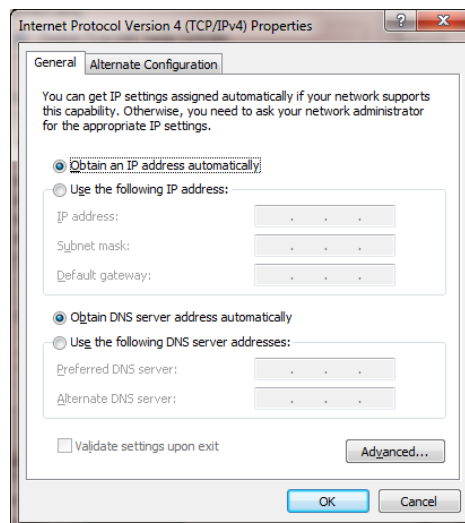 Internet Protocol Version 4 (TCP/IPv4) Properties
General
Alternate Configuration
You can get IP settings assigned automatically if your network supports
this capability. Otherwise, you need to ask your network administrator
for the appropriate IP settings.
Obtain an IP address automatically
Use the following IP address:
IP address:
Subnet mask:
Default gateway:
Obtain DNS server address automatically
Use the following DNS server addresses:
Preferred DNS server:
Alternate DNS server:
Validate settings upon exit
Advanced...
OK
Cancel